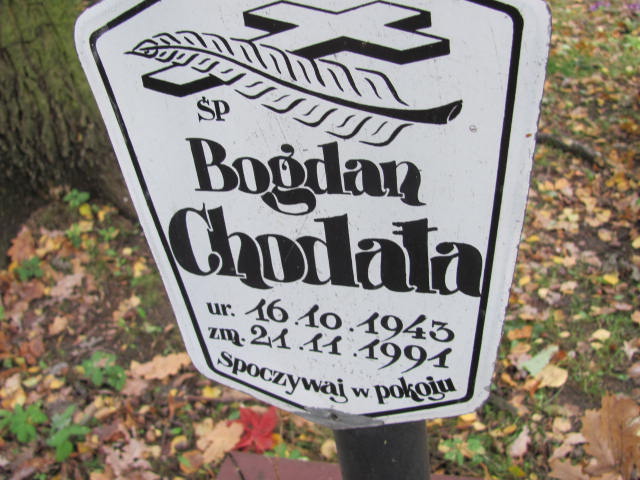 ŚP
Bogdan
Chodała
ur. 16.10.1943
zm. 21.11.1991
spoczywaj w pokoju